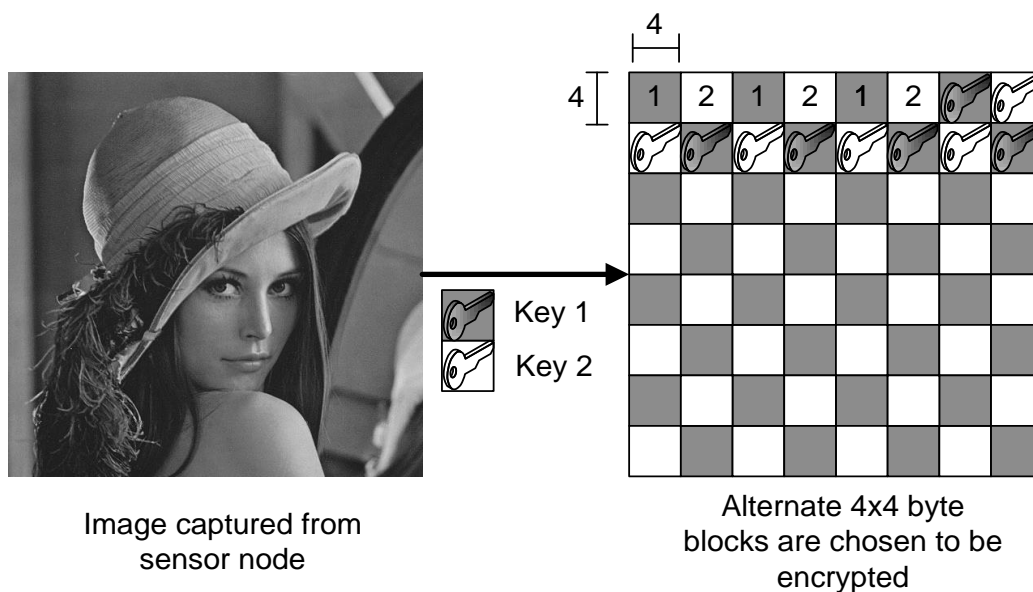 4
4
1 2 1 2 1 2
Key 1
Key 2
Image captured from
sensor node
Alternate 4x4 byte
blocks are chosen to be
encrypted